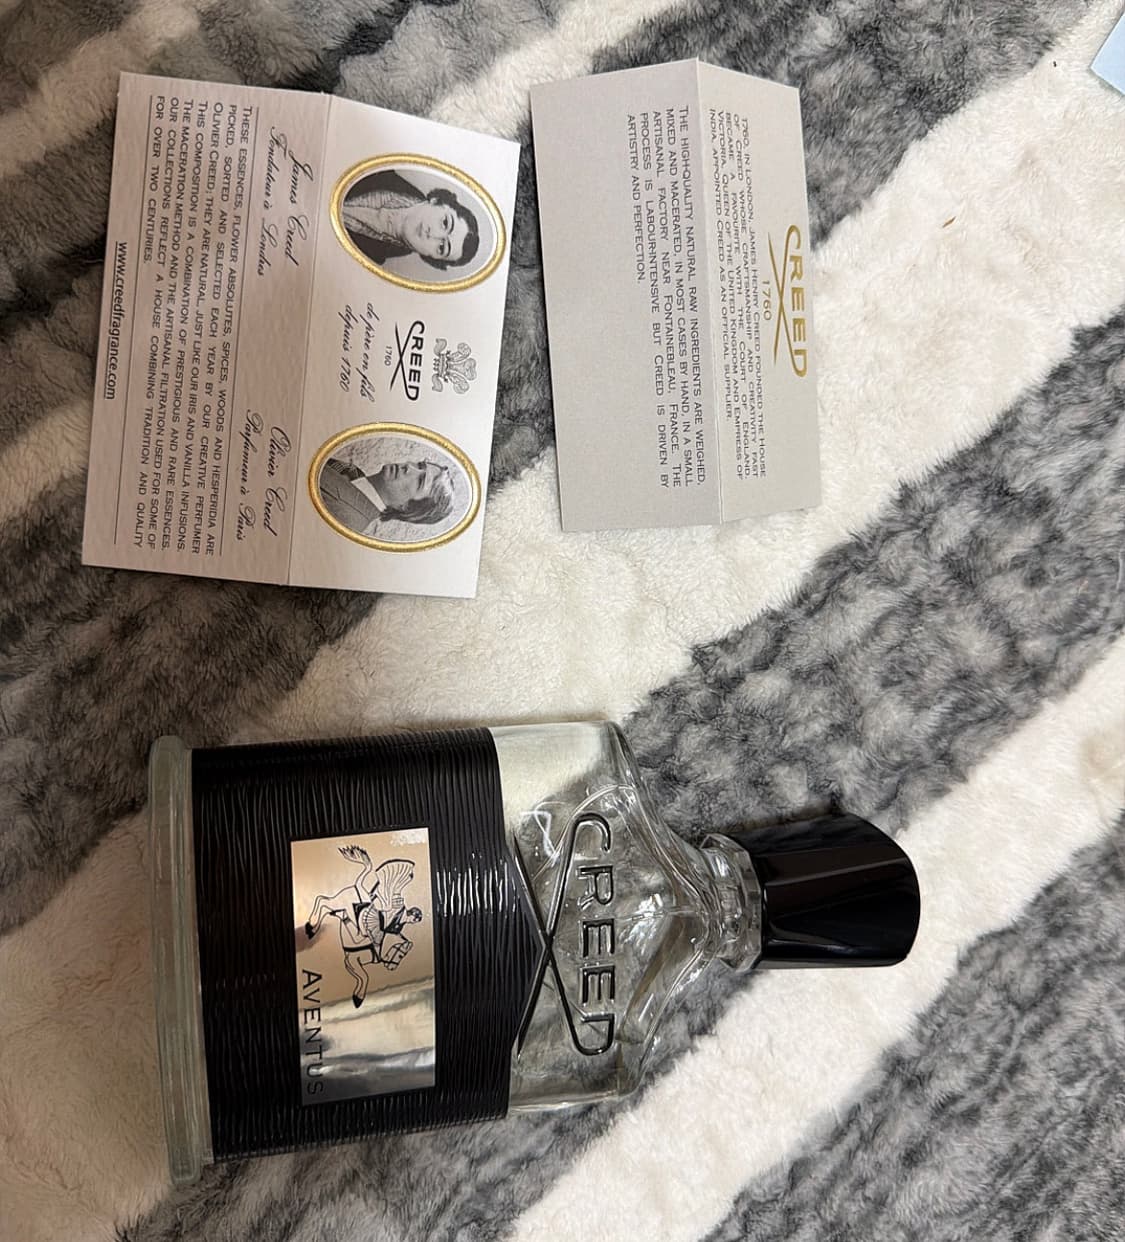 CREED
1760
1760, IN LONDON, JAMES HENRY CREED FOUNDED THE HOUSE
OF CREED WHOSE CRAFTSMANSHIP AND CREATIVITY FAST
BECAME A FAVOURITE WITH THE COURT OF ENGLAND.
VICTORIA, QUEEN OF THE UNITED KINGDOM AND EMPRESS OF
INDIA, APPOINTED CREED AS AN OFFICIAL SUPPLIER.
THE HIGH-QUALITY NATURAL RAW INGREDIENTS ARE WEIGHED,
MIXED AND MACERATED, IN MOST CASES BY HAND, IN A SMALL
ARTISANAL FACTORY NEAR FONTAINEBLEAU, FRANCE. THE
PROCESS IS LABOUR-INTENSIVE BUT CREED IS DRIVEN BY
ARTISTRY AND PERFECTION.
CREED
1760
de père en fils
depuis 1760
James Creed
Fondateur à Londres
Olivier Creed
Parfumeur à Paris
THESE ESSENCES, FLOWER ABSOLUTES, SPICES, WOODS AND HESPERIDIA ARE
PICKED, SORTED AND SELECTED EACH YEAR BY OUR CREATIVE PERFUMER
OLIVIER CREED; THEY ARE NATURAL JUST LIKE OUR IRIS AND VANILLA INFUSIONS.
THIS COMPOSITION IS A COMBINATION OF PRESTIGIOUS AND RARE ESSENCES.
THE MACERATION METHOD AND THE ARTISANAL FILTRATION USED FOR SOME OF
OUR COLLECTIONS REFLECT A HOUSE COMBINING TRADITION AND QUALITY
FOR OVER TWO CENTURIES.
www.creedfragrance.com
CREED
AVENTUS